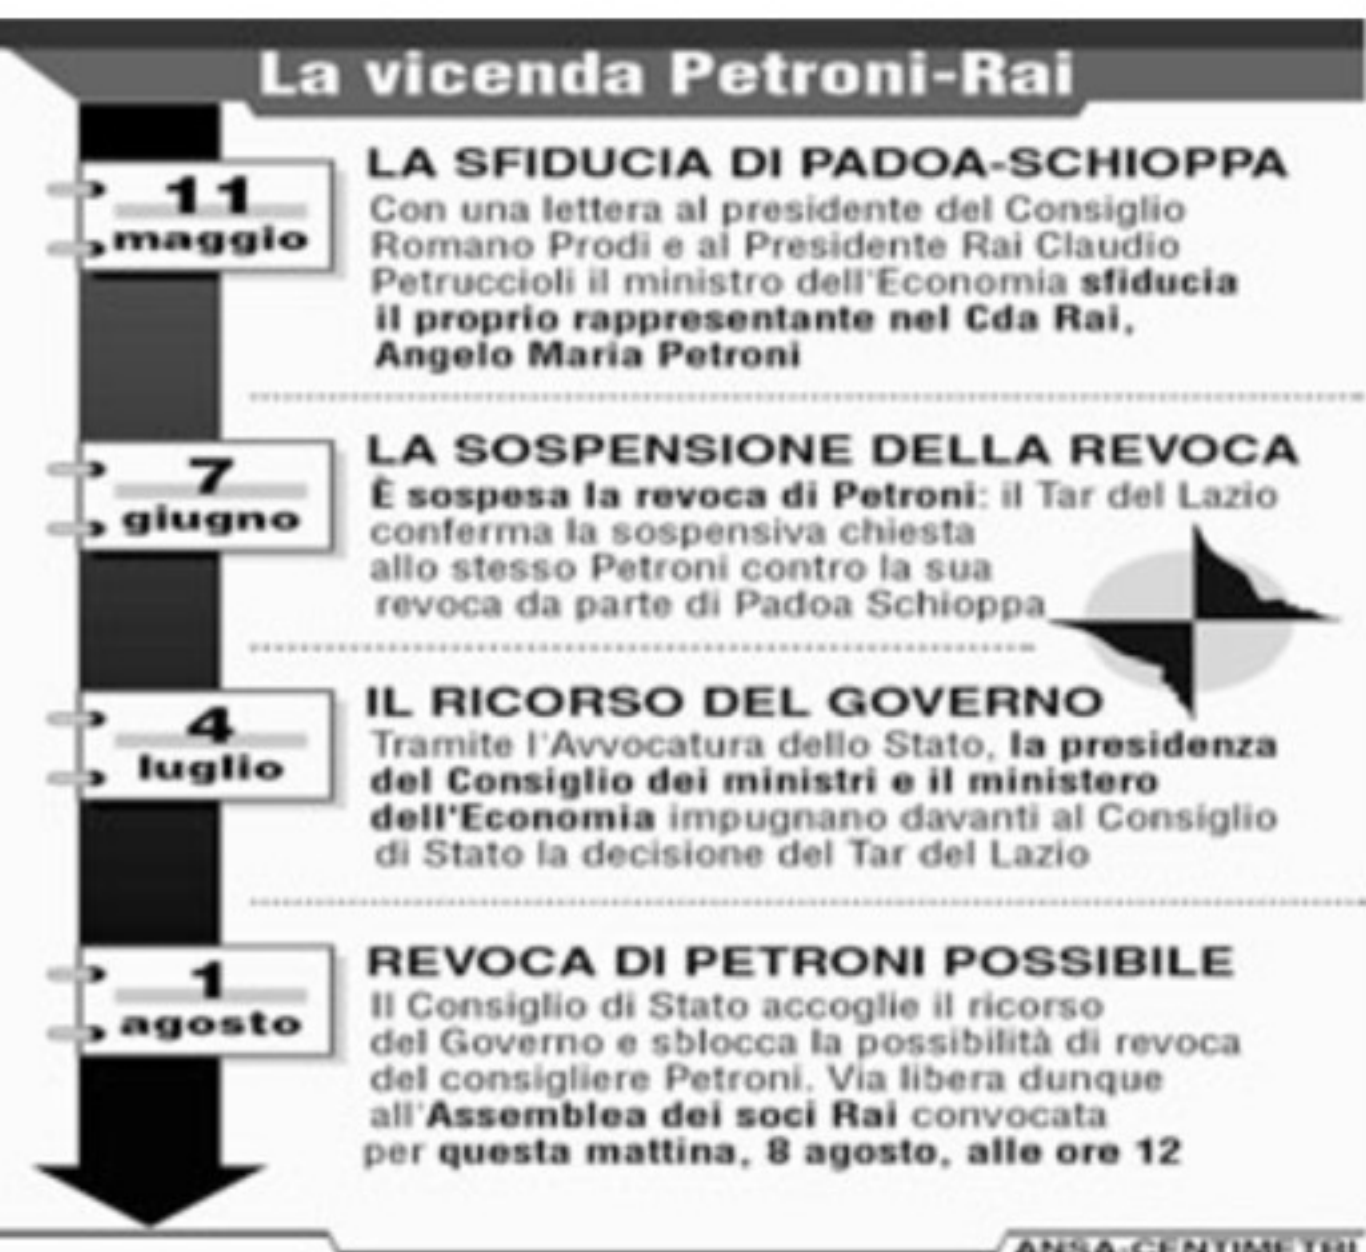 La vicenda Petroni-Rai
11
maggio
LA SFIDUCIA DI PADOA-SCHIOPPA
Con una lettera al presidente del Consiglio
Romano Prodi e al Presidente Rai Claudio
Petruccioli il ministro dell'Economia sfiducia
il proprio rappresentante nel Cda Rai,
Angelo Maria Petroni
7
giugno
LA SOSPENSIONE DELLA REVOCA
È sospesa la revoca di Petroni: il Tar del Lazio
conferma la sospensiva chiesta
allo stesso Petroni contro la sua
revoca da parte di Padoa Schioppa
4
luglio
IL RICORSO DEL GOVERNO
Tramite l'Avvocatura dello Stato, la presidenza
del Consiglio dei ministri e il ministero
dell'Economia impugnano davanti al Consiglio
di Stato la decisione del Tar del Lazio
1
agosto
REVOCA DI PETRONI POSSIBILE
Il Consiglio di Stato accoglie il ricorso
del Governo e sblocca la possibilità di revoca
del consigliere Petroni. Via libera dunque
all'Assemblea dei soci Rai convocata
per questa mattina, 8 agosto, alle ore 12
ANSA-CENTIMETRI